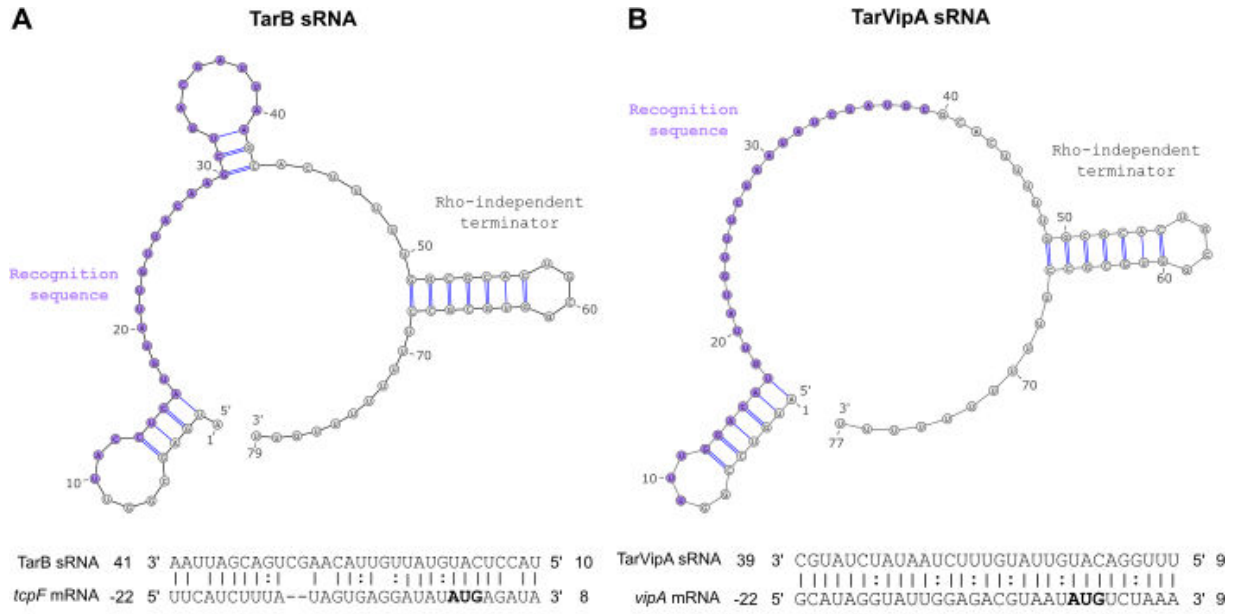 A
TarB sRNA
Recognition
sequence
Rho-independent
terminator
5'
1
10
20
30
40
50
60
70
3'
79
TarB sRNA 41 3' AAUUAGCAGUCGAACAUUGUUAUGUACUCCAU 5' 10
tcpF mRNA -22 5' UUCAUCUUUA--UAGUGAGGAUAUAUGAGAUA 3' 8
B
TarVipA sRNA
Recognition
sequence
Rho-independent
terminator
5'
1
10
20
30
40
50
60
70
3'
77
TarVipA sRNA 39 3' CGUAUCUAUAAUCUUUGUAUUGUACAGGUUU 5' 9
vipA mRNA -22 5' GCAUAGGUAUUGGAGACGUAAUAUGUCUAAA 3' 9